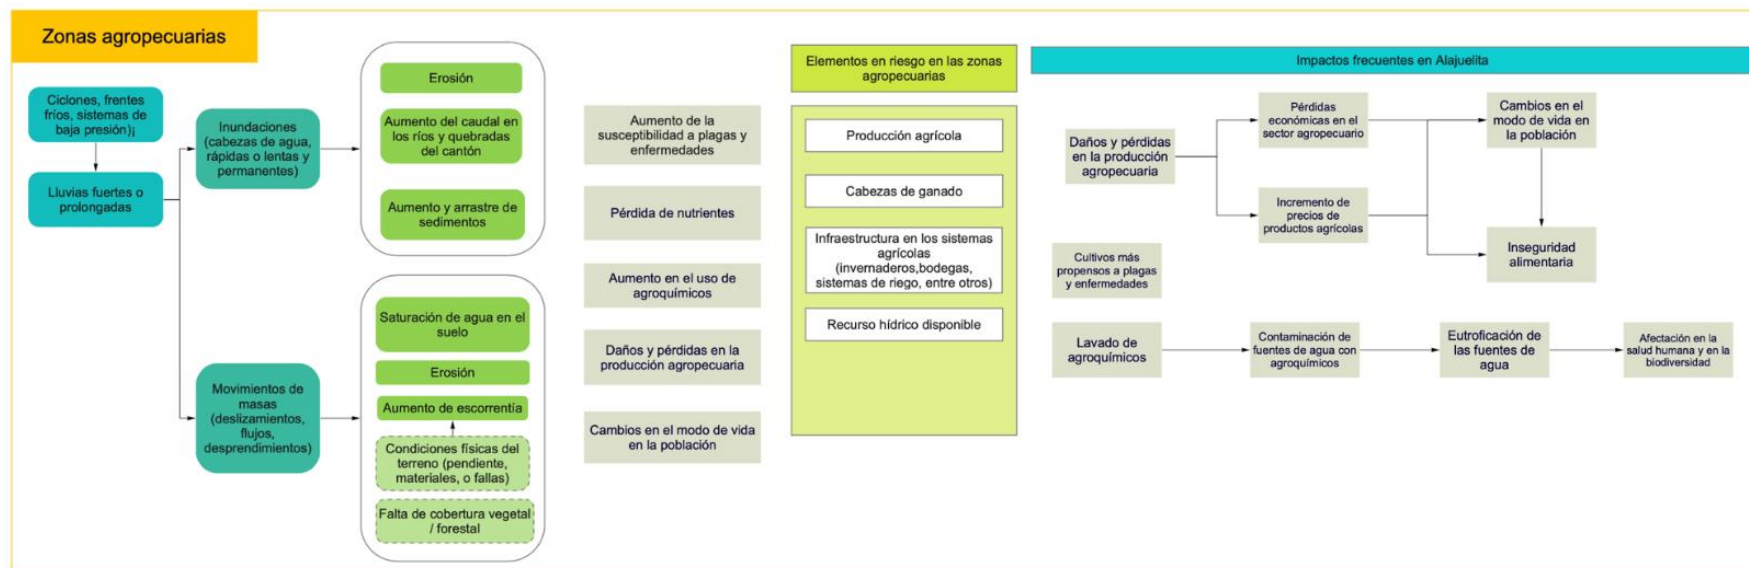 Zonas agropecuarias
Ciclones, frentes
fríos, sistemas de
baja presión)¡
Lluvias fuertes o
prolongadas
Inundaciones
(cabezas de agua,
rápidas o lentas y
permanentes)
Movimientos de
masas
(deslizamientos,
flujos,
desprendimientos)
Erosión
Aumento del caudal en
los ríos y quebradas
del cantón
Aumento y arrastre de
sedimentos
Saturación de agua en el
suelo
Erosión
Aumento de escorrentía
Condiciones físicas del
terreno (pendiente,
materiales, o fallas)
Falta de cobertura vegetal
/ forestal
Aumento de la
susceptibilidad a plagas y
enfermedades
Pérdida de nutrientes
Aumento en el uso de
agroquímicos
Daños y pérdidas en la
producción agropecuaria
Cambios en el modo de vida
en la población
Elementos en riesgo en las zonas
agropecuarias
Producción agrícola
Cabezas de ganado
Infraestructura en los sistemas
agrícolas
(invernaderos,bodegas,
sistemas de riego, entre otros)
Recurso hídrico disponible
Impactos frecuentes en Alajuelita
Daños y pérdidas
en la producción
agropecuaria
Pérdidas
económicas en el
sector agropecuario
Incremento de
precios de
productos agrícolas
Cambios en el
modo de vida en
la población
Inseguridad
alimentaria
Cultivos más
propensos a plagas
y enfermedades
Lavado de
agroquímicos
Contaminación de
fuentes de agua con
agroquímicos
Eutroficación de
las fuentes de
agua
Afectación en la
salud humana y en la
biodiversidad